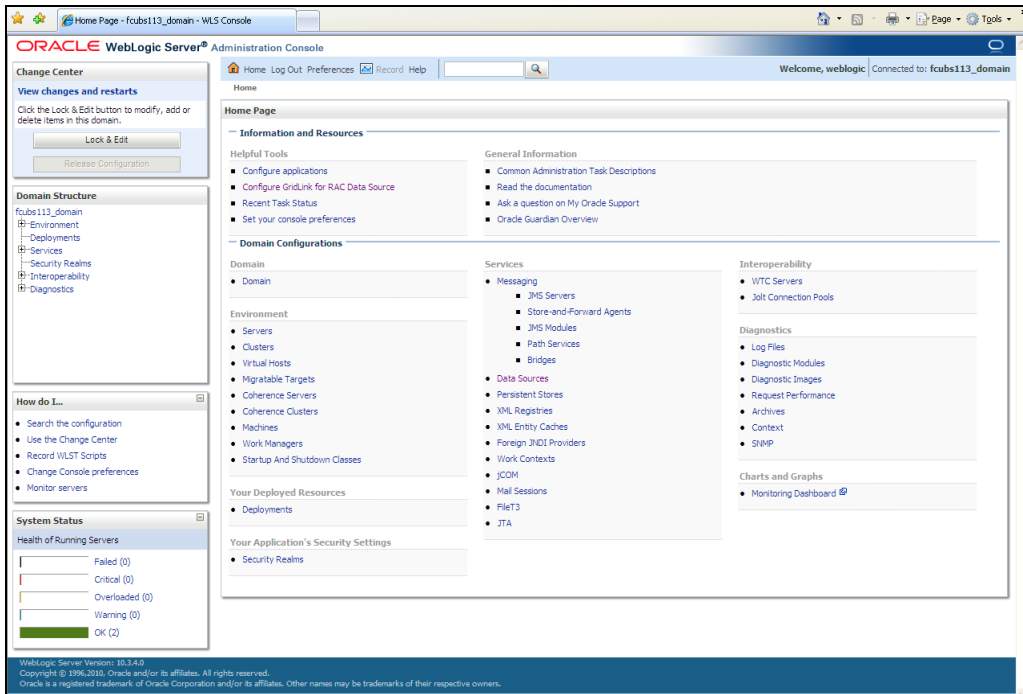 Home Page - fcubs113_domain - WLS Console
Page
Tools
ORACLE WebLogic Server® Administration Console
Change Center
View changes and restarts
Click the Lock & Edit button to modify, add or
delete items in this domain.
Lock & Edit
Release Configuration
Domain Structure
fcubs113_domain
Environment
Deployments
Services
Security Realms
Interoperability
Diagnostics
How do I...
Search the configuration
Use the Change Center
Record WLST Scripts
Change Console preferences
Monitor servers
System Status
Health of Running Servers
Failed (0)
Critical (0)
Overloaded (0)
Warning (0)
OK (2)
Home Log Out Preferences Record Help
Welcome, weblogic Connected to: fcubs113_domain
Home
Home Page
Information and Resources
Helpful Tools
Configure applications
Configure GridLink for RAC Data Source
Recent Task Status
Set your console preferences
General Information
Common Administration Task Descriptions
Read the documentation
Ask a question on My Oracle Support
Oracle Guardian Overview
Domain Configurations
Domain
Domain
Environment
Servers
Clusters
Virtual Hosts
Migratable Targets
Coherence Servers
Coherence Clusters
Machines
Work Managers
Startup And Shutdown Classes
Your Deployed Resources
Deployments
Your Application's Security Settings
Security Realms
Services
Messaging
JMS Servers
Store-and-Forward Agents
JMS Modules
Path Services
Bridges
Data Sources
Persistent Stores
XML Registries
XML Entity Caches
Foreign JNDI Providers
Work Contexts
jCOM
Mail Sessions
FileT3
JTA
Interoperability
WTC Servers
Jolt Connection Pools
Diagnostics
Log Files
Diagnostic Modules
Diagnostic Images
Request Performance
Archives
Context
SNMP
Charts and Graphs
Monitoring Dashboard
WebLogic Server Version: 10.3.4.0
Copyright © 1996,2010, Oracle and/or its affiliates. All rights reserved.
Oracle is a registered trademark of Oracle Corporation and/or its affiliates. Other names may be trademarks of their respective owners.